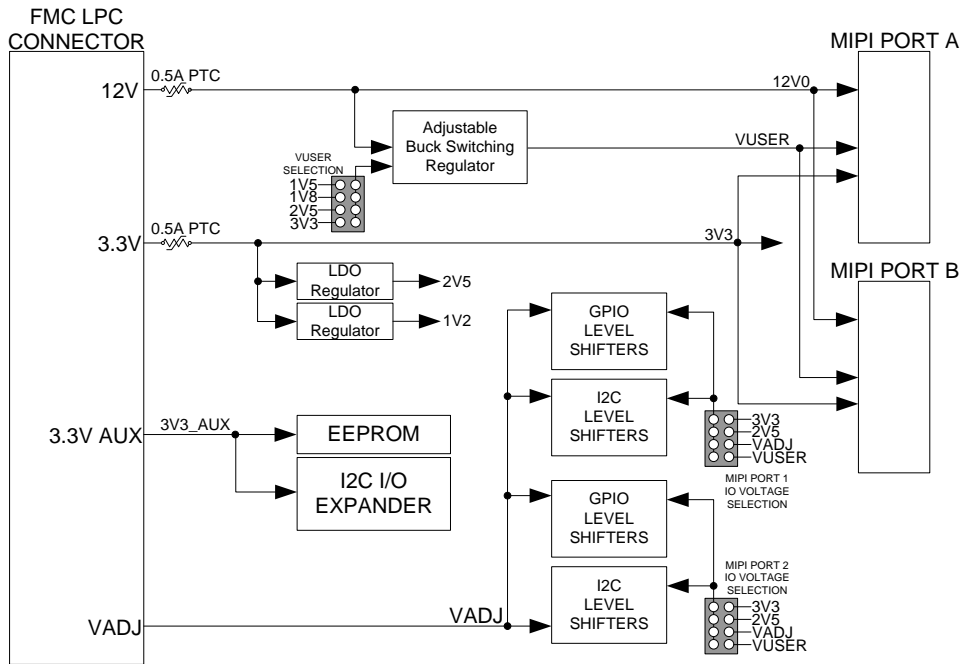 FMC LPC
CONNECTOR
MIPI PORT A
12V
0.5A PTC
12V0
Adjustable
Buck Switching
Regulator
VUSER
VUSER
SELECTION
1V5
1V8
2V5
3V3
3.3V
0.5A PTC
3V3
MIPI PORT B
LDO
Regulator
2V5
LDO
Regulator
1V2
GPIO
LEVEL
SHIFTERS
I2C
LEVEL
SHIFTERS
3V3
2V5
VADJ
VUSER
MIPI PORT 1
IO VOLTAGE
SELECTION
3.3V AUX
3V3_AUX
EEPROM
I2C I/O
EXPANDER
GPIO
LEVEL
SHIFTERS
MIPI PORT 2
IO VOLTAGE
SELECTION
I2C
LEVEL
SHIFTERS
3V3
2V5
VADJ
VUSER
VADJ
VADJ